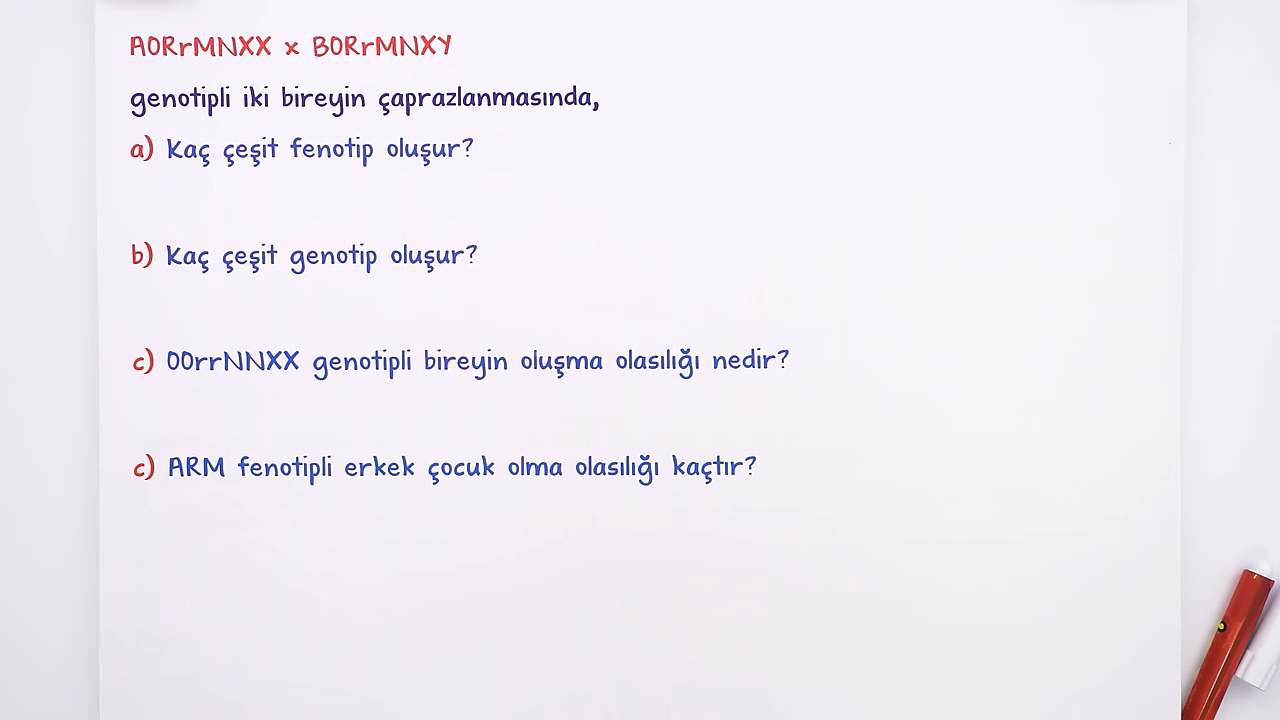 A0RrMNXX x B0RrMNXY
genotipli iki bireyin çaprazlanmasında,
a) Kaç çeşit fenotip oluşur?
b) Kaç çeşit genotip oluşur?
c) 00rrNNXX genotipli bireyin oluşma olasılığı nedir?
c) ARM fenotipli erkek çocuk olma olasılığı kaçtır?